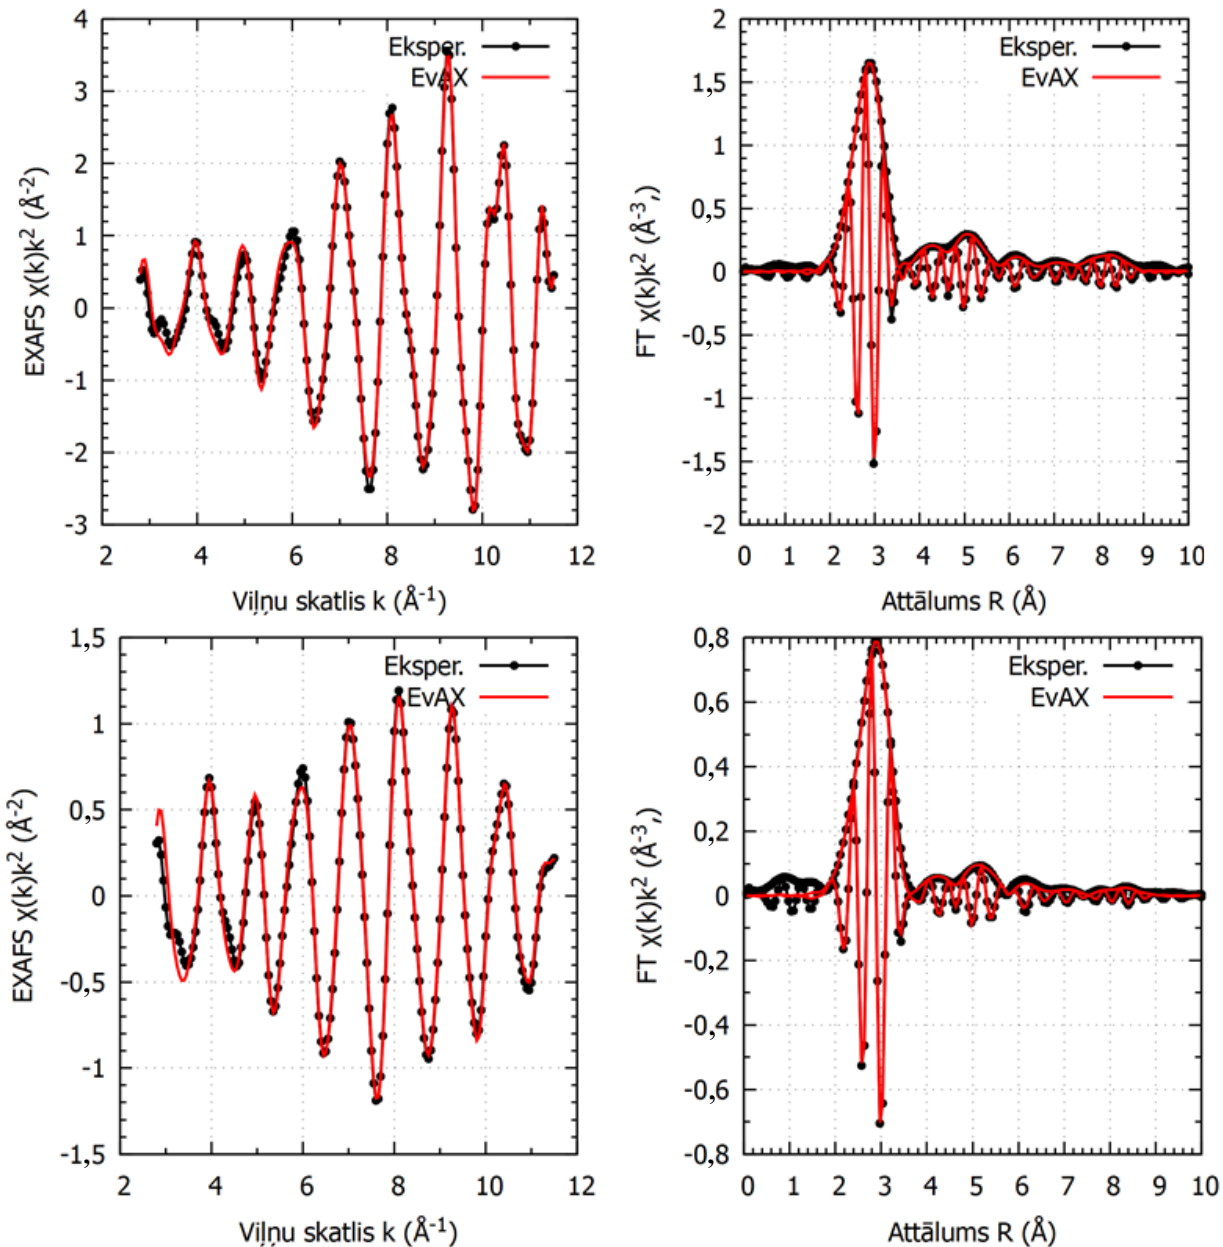 4
3
2
1
0
-1
-2
-3
2 4 6 8 10 12
EXAFS χ(k)k² (Å⁻²)
Viļņu skatlis k (Å⁻¹)
Eksper.
EvAX
2
1,5
1
0,5
0
-0,5
-1
-1,5
-2
0 1 2 3 4 5 6 7 8 9 10
FT χ(k)k² (Å⁻³,)
Attālums R (Å)
Eksper.
EvAX
1,5
1
0,5
0
-0,5
-1
-1,5
2 4 6 8 10 12
EXAFS χ(k)k² (Å⁻²)
Viļņu skatlis k (Å⁻¹)
Eksper.
EvAX
0,8
0,6
0,4
0,2
0
-0,2
-0,4
-0,6
-0,8
0 1 2 3 4 5 6 7 8 9 10
FT χ(k)k² (Å⁻³,)
Attālums R (Å)
Eksper.
EvAX